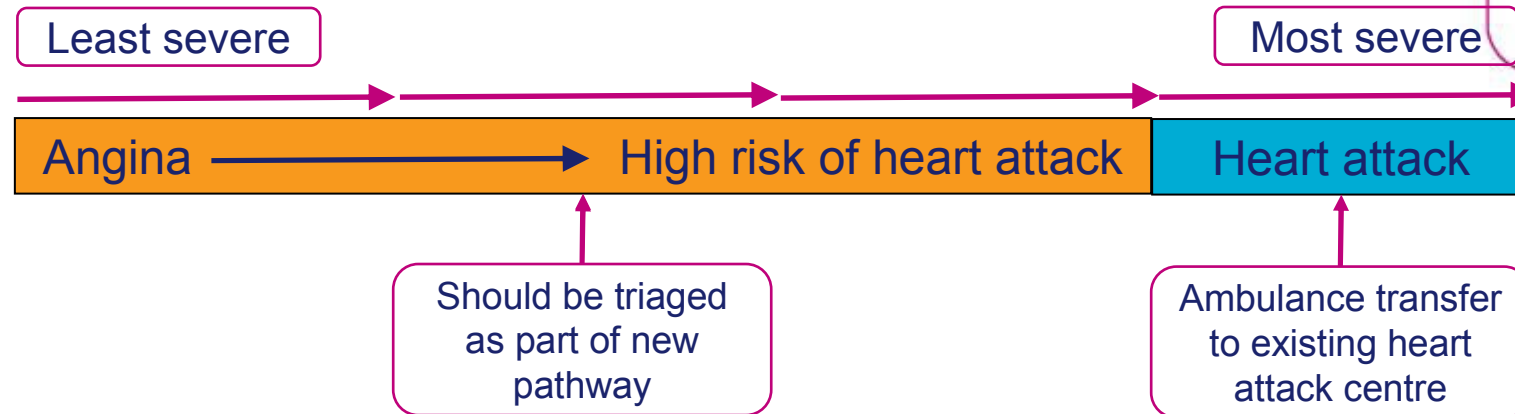 Least severe
Most severe
Angina
High risk of heart attack
Heart attack
Should be triaged
as part of new
pathway
Ambulance transfer
to existing heart
attack centre